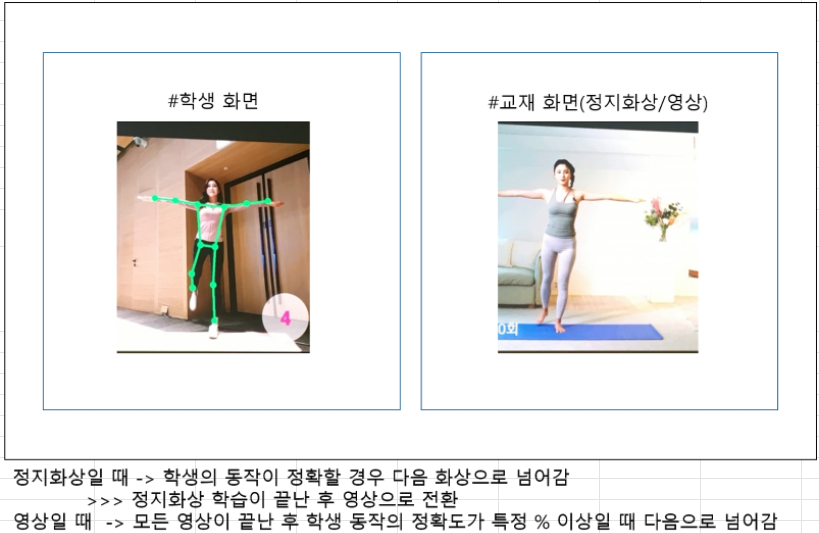 #학생 화면
#교재 화면(정지화상/영상)
4
0회
정지화상일 때 -> 학생의 동작이 정확할 경우 다음 화상으로 넘어감
>>> 정지화상 학습이 끝난 후 영상으로 전환
영상일 때 -> 모든 영상이 끝난 후 학생 동작의 정확도가 특정 % 이상일 때 다음으로 넘어감